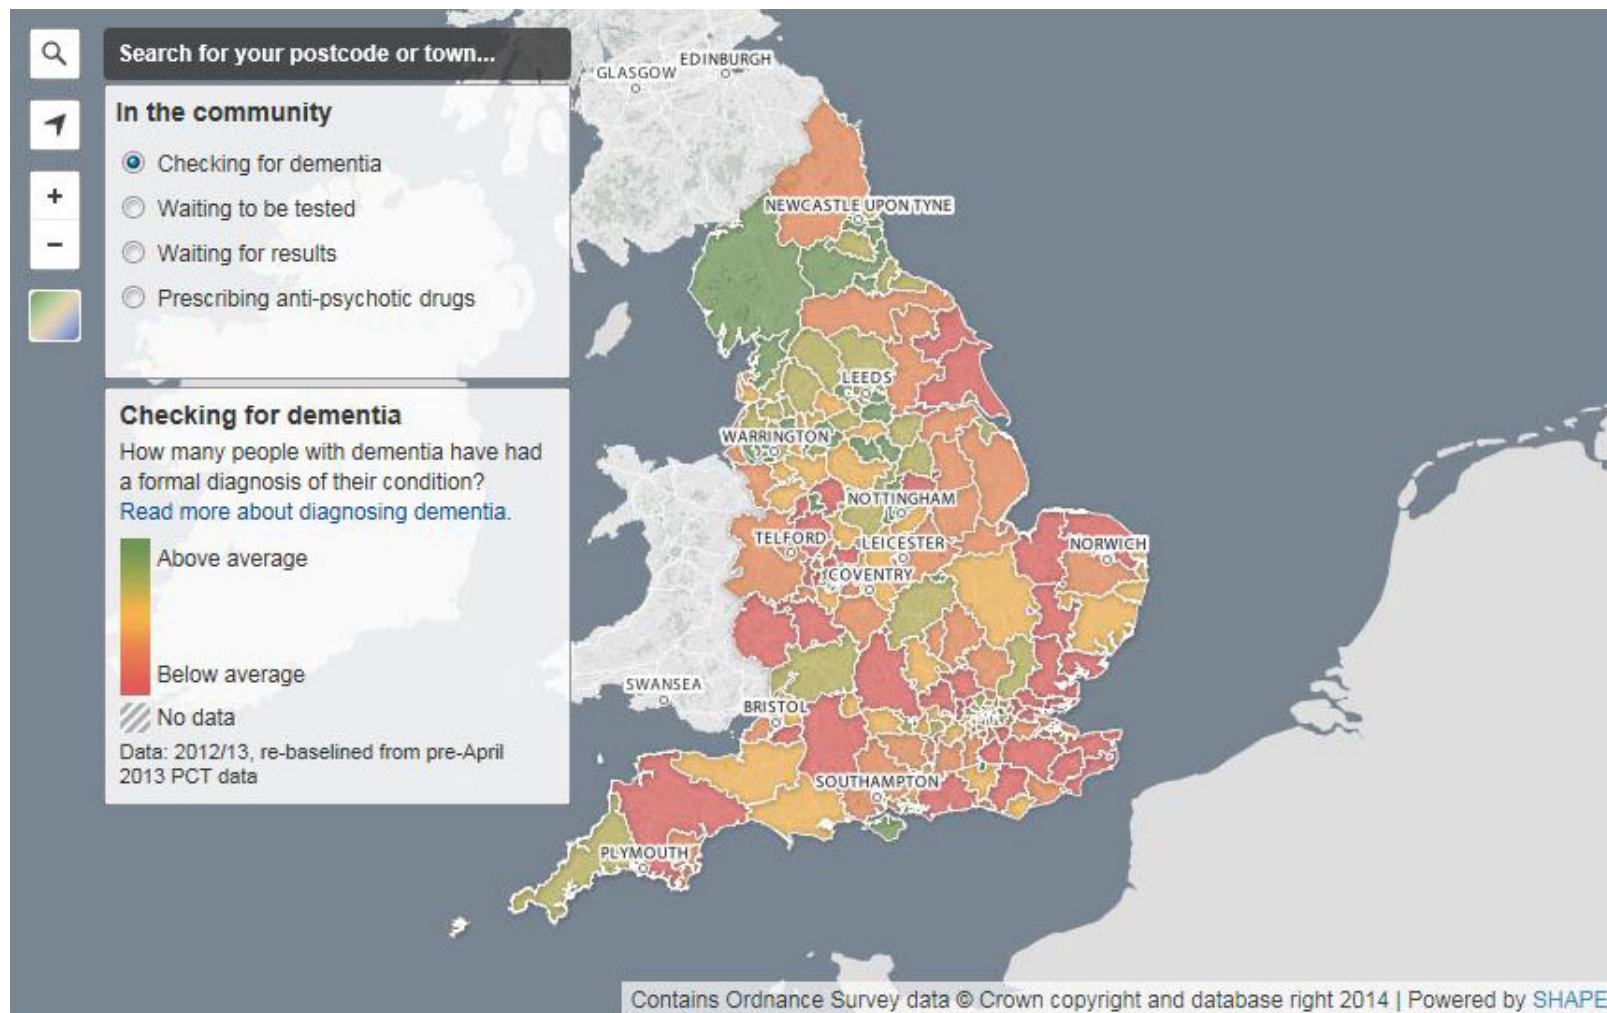 Search for your postcode or town...
In the community
Checking for dementia
Waiting to be tested
Waiting for results
Prescribing anti-psychotic drugs
Checking for dementia
How many people with dementia have had
a formal diagnosis of their condition?
Read more about diagnosing dementia.
Above average
Below average
No data
Data: 2012/13, re-baselined from pre-April
2013 PCT data
+
−
EDINBURGH
GLASGOW
NEWCASTLE UPON TYNE
LEEDS
WARRINGTON
NOTTINGHAM
TELFORD
LEICESTER
NORWICH
COVENTRY
SWANSEA
BRISTOL
SOUTHAMPTON
PLYMOUTH
Contains Ordnance Survey data © Crown copyright and database right 2014 | Powered by SHAPE